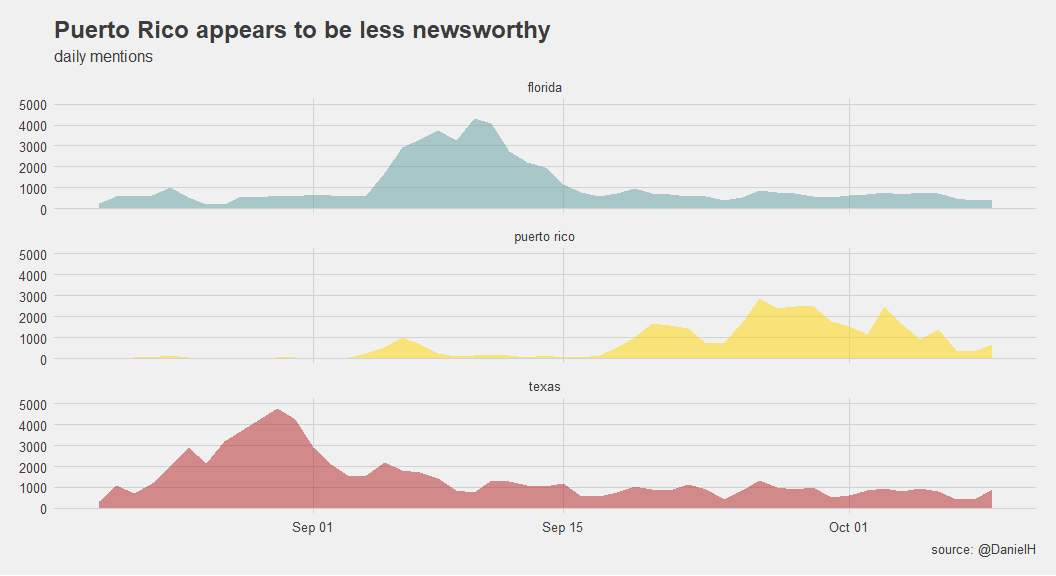 Puerto Rico appears to be less newsworthy
daily mentions
florida
5000
4000
3000
2000
1000
0
puerto rico
5000
4000
3000
2000
1000
0
texas
5000
4000
3000
2000
1000
0
Sep 01 Sep 15 Oct 01
source: @DanielH